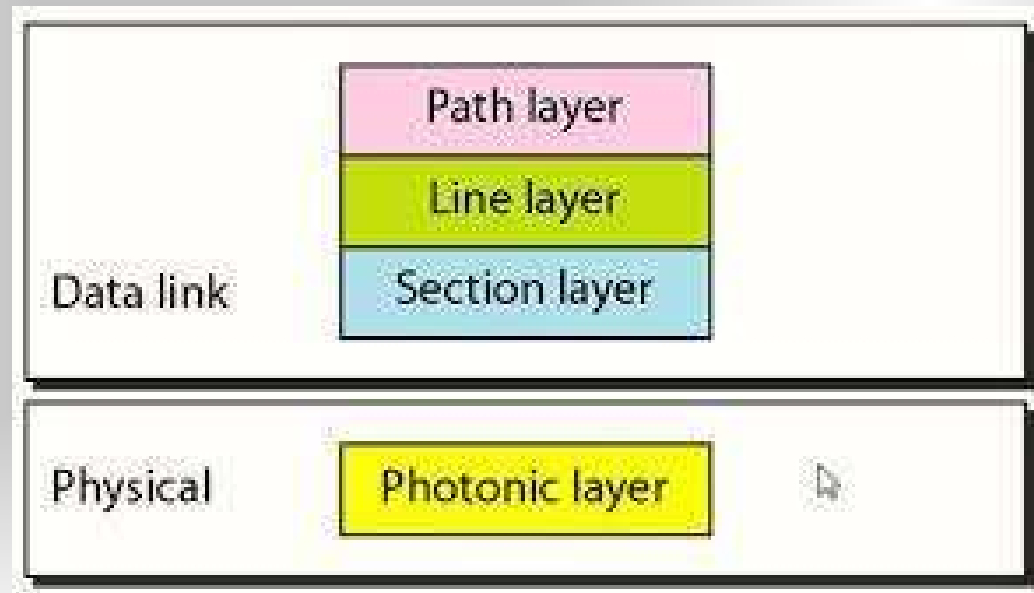 Path layer
Line layer
Data link
Section layer
Physical
Photonic layer